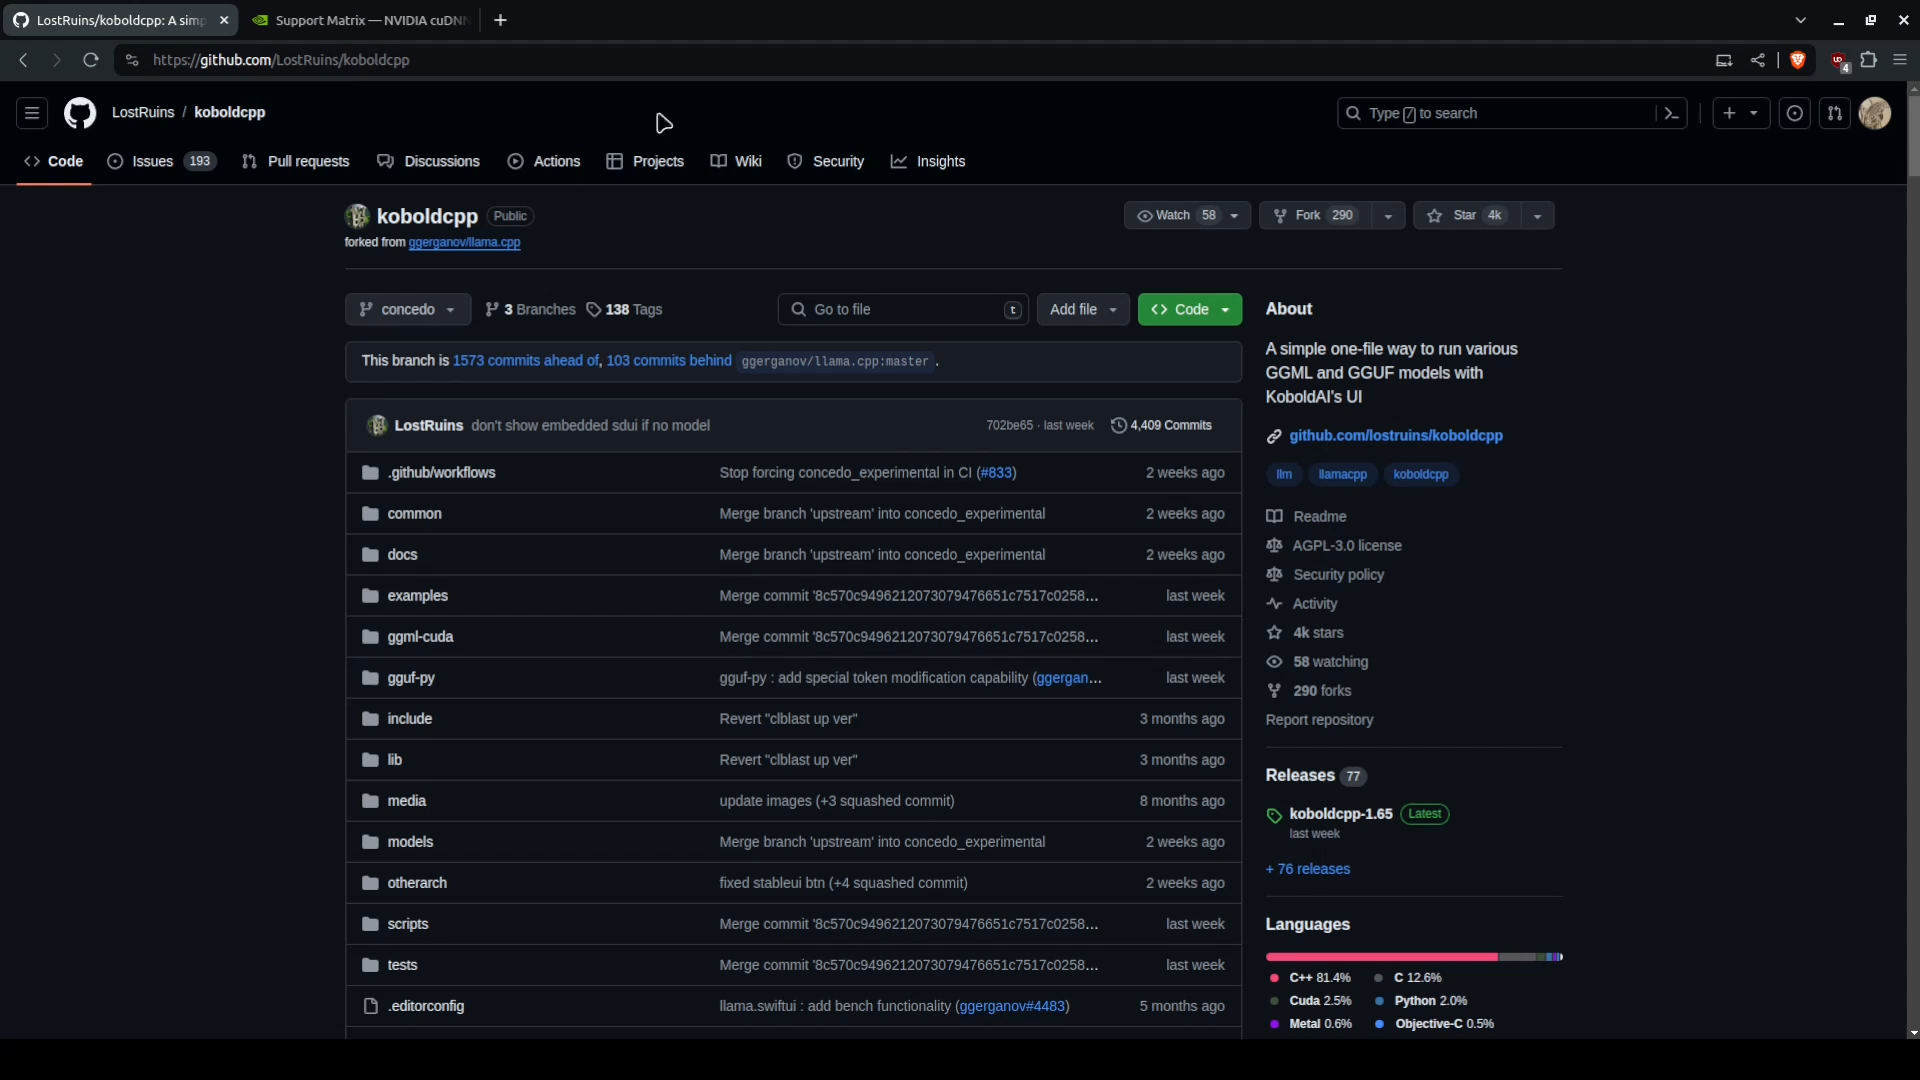 LostRuins/koboldcpp: A simp
Support Matrix — NVIDIA cuDNN
https://github.com/LostRuins/koboldcpp
4
LostRuins / koboldcpp
Type / to search
Code
Issues 193
Pull requests
Discussions
Actions
Projects
Wiki
Security
Insights
koboldcpp Public
forked from ggerganov/llama.cpp
Watch 58
Fork 290
Star 4k
concedo
3 Branches
138 Tags
Go to file t
Add file
Code
This branch is 1573 commits ahead of, 103 commits behind ggerganov/llama.cpp:master .
LostRuins don't show embedded sdui if no model 702be65 · last week 4,409 Commits
.github/workflows Stop forcing concedo_experimental in CI (#833) 2 weeks ago
common Merge branch 'upstream' into concedo_experimental 2 weeks ago
docs Merge branch 'upstream' into concedo_experimental 2 weeks ago
examples Merge commit '8c570c9496212073079476651c7517c0258... last week
ggml-cuda Merge commit '8c570c9496212073079476651c7517c0258... last week
gguf-py gguf-py : add special token modification capability (ggergan... last week
include Revert "clblast up ver" 3 months ago
lib Revert "clblast up ver" 3 months ago
media update images (+3 squashed commit) 8 months ago
models Merge branch 'upstream' into concedo_experimental 2 weeks ago
otherarch fixed stableui btn (+4 squashed commit) 2 weeks ago
scripts Merge commit '8c570c9496212073079476651c7517c0258... last week
tests Merge commit '8c570c9496212073079476651c7517c0258... last week
.editorconfig llama.swiftui : add bench functionality (ggerganov#4483) 5 months ago
About
A simple one-file way to run various
GGML and GGUF models with
KoboldAI's UI
github.com/lostruins/koboldcpp
llm llamacpp koboldcpp
Readme
AGPL-3.0 license
Security policy
Activity
4k stars
58 watching
290 forks
Report repository
Releases 77
koboldcpp-1.65 Latest
last week
+ 76 releases
Languages
C++ 81.4% C 12.6%
Cuda 2.5% Python 2.0%
Metal 0.6% Objective-C 0.5%